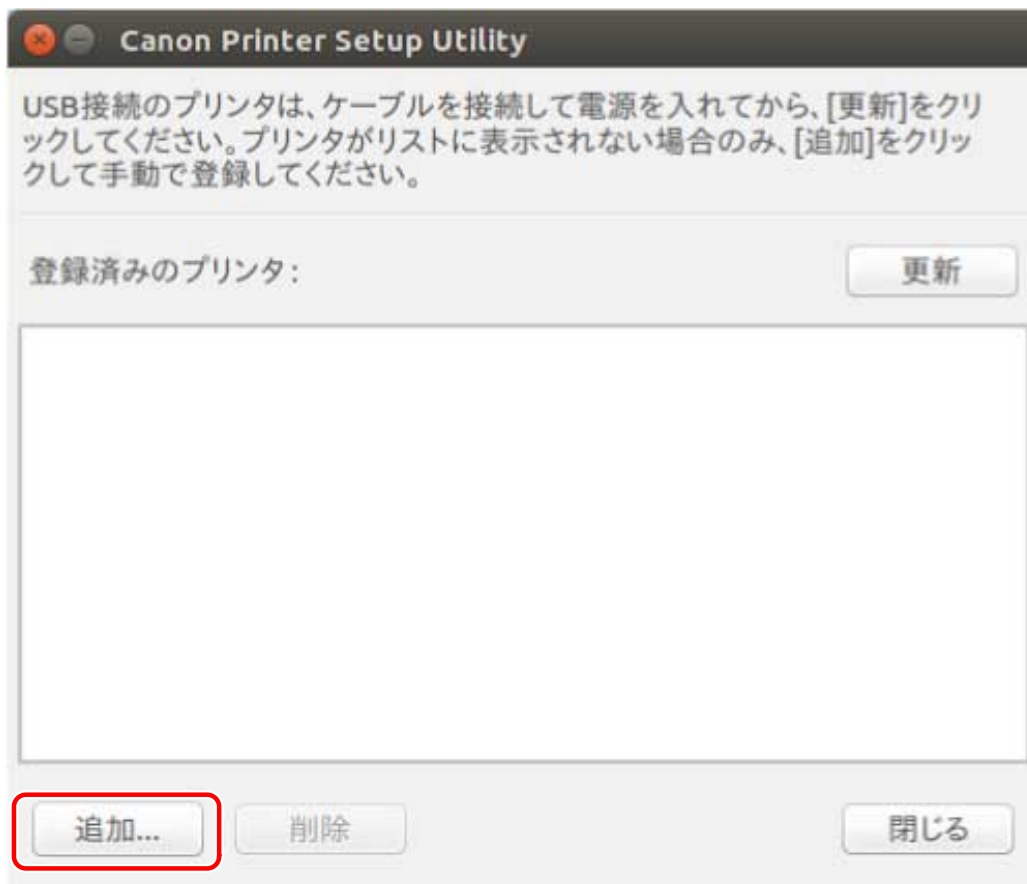 Canon Printer Setup Utility
USB接続のプリンタは、ケーブルを接続して電源を入れてから、[更新]をクリ
ックしてください。プリンタがリストに表示されない場合のみ、[追加]をクリッ
クして手動で登録してください。
登録済みのプリンタ:
更新
追加...
削除
閉じる